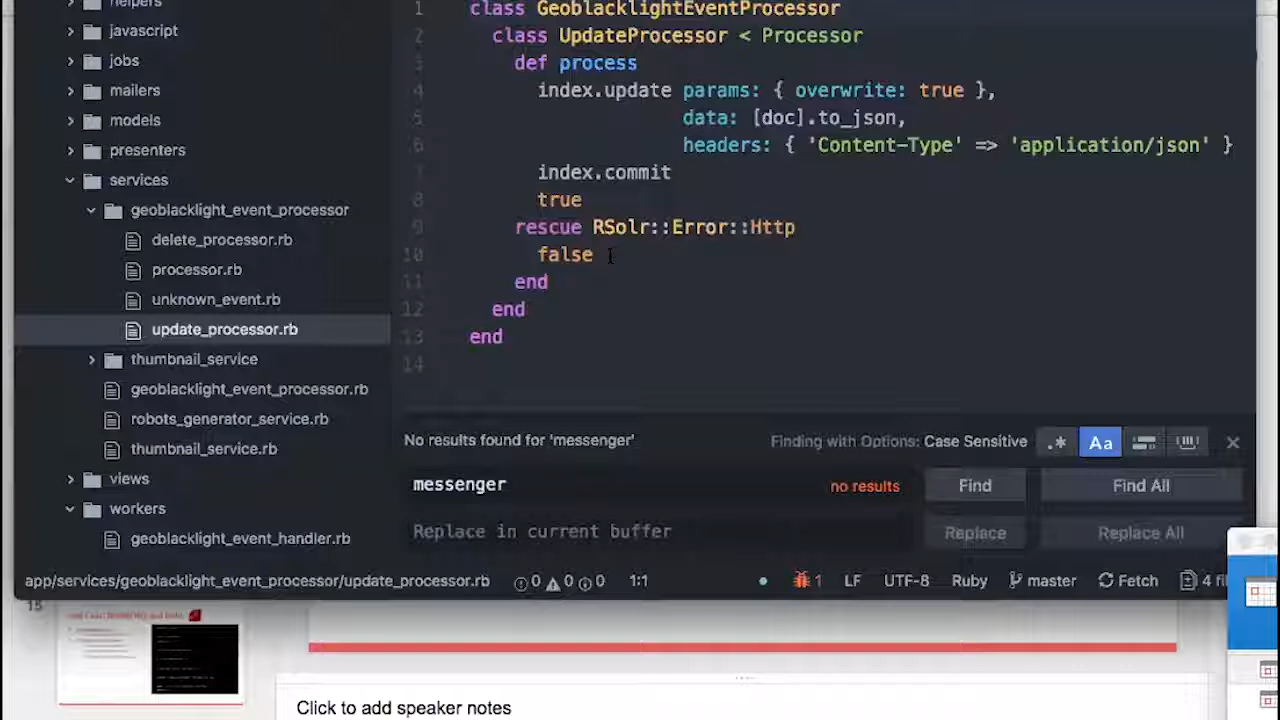 helpers
javascript
jobs
mailers
models
presenters
services
geoblacklight_event_processor
delete_processor.rb
processor.rb
unknown_event.rb
update_processor.rb
thumbnail_service
geoblacklight_event_processor.rb
robots_generator_service.rb
thumbnail_service.rb
views
workers
geoblacklight_event_handler.rb
1 class GeoblacklightEventProcessor
2 class UpdateProcessor < Processor
3 def process
4 index.update params: { overwrite: true },
5 data: [doc].to_json,
6 headers: { 'Content-Type' => 'application/json' }
7 index.commit
8 true
9 rescue RSolr::Error::Http
10 false
11 end
12 end
13 end
14
No results found for 'messenger'
Finding with Options: Case Sensitive
.* Aa
messenger no results Find Find All
Replace in current buffer Replace Replace All
app/services/geoblacklight_event_processor/update_processor.rb 0 0 0 1:1 1 LF UTF-8 Ruby master Fetch 4 fil
15
Click to add speaker notes